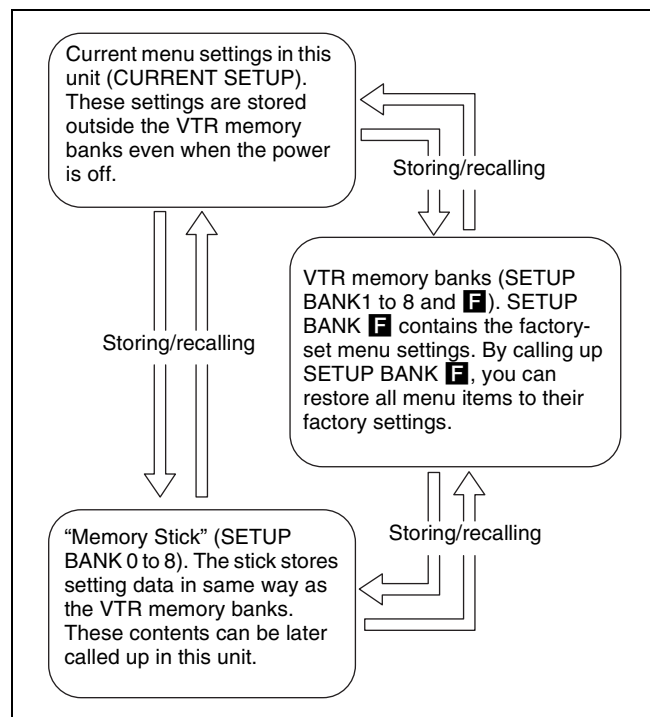 Current menu settings in this
unit (CURRENT SETUP).
These settings are stored
outside the VTR memory
banks even when the power
is off.
Storing/recalling
VTR memory banks (SETUP
BANK1 to 8 and F). SETUP
BANK F contains the factory-
set menu settings. By calling up
SETUP BANK F, you can
restore all menu items to their
factory settings.
Storing/recalling
Storing/recalling
“Memory Stick” (SETUP
BANK 0 to 8). The stick stores
setting data in same way as
the VTR memory banks.
These contents can be later
called up in this unit.